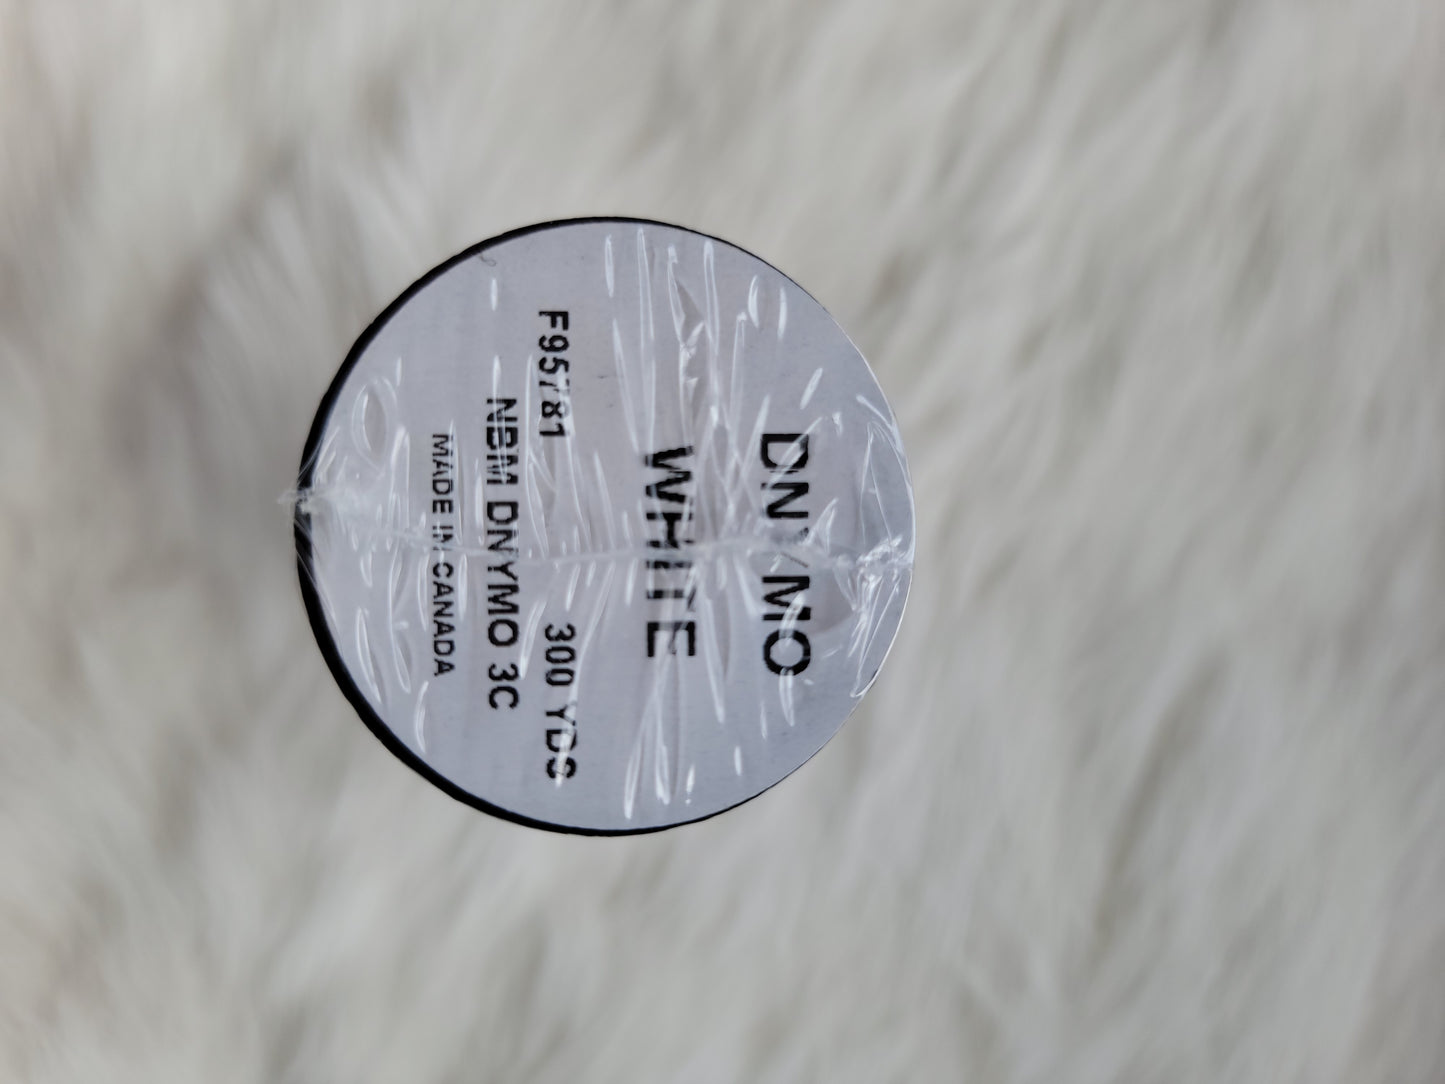 DNYMO
WHITE
F95781 300 YDS
NBM DNYMO 3C
MADE IN CANADA